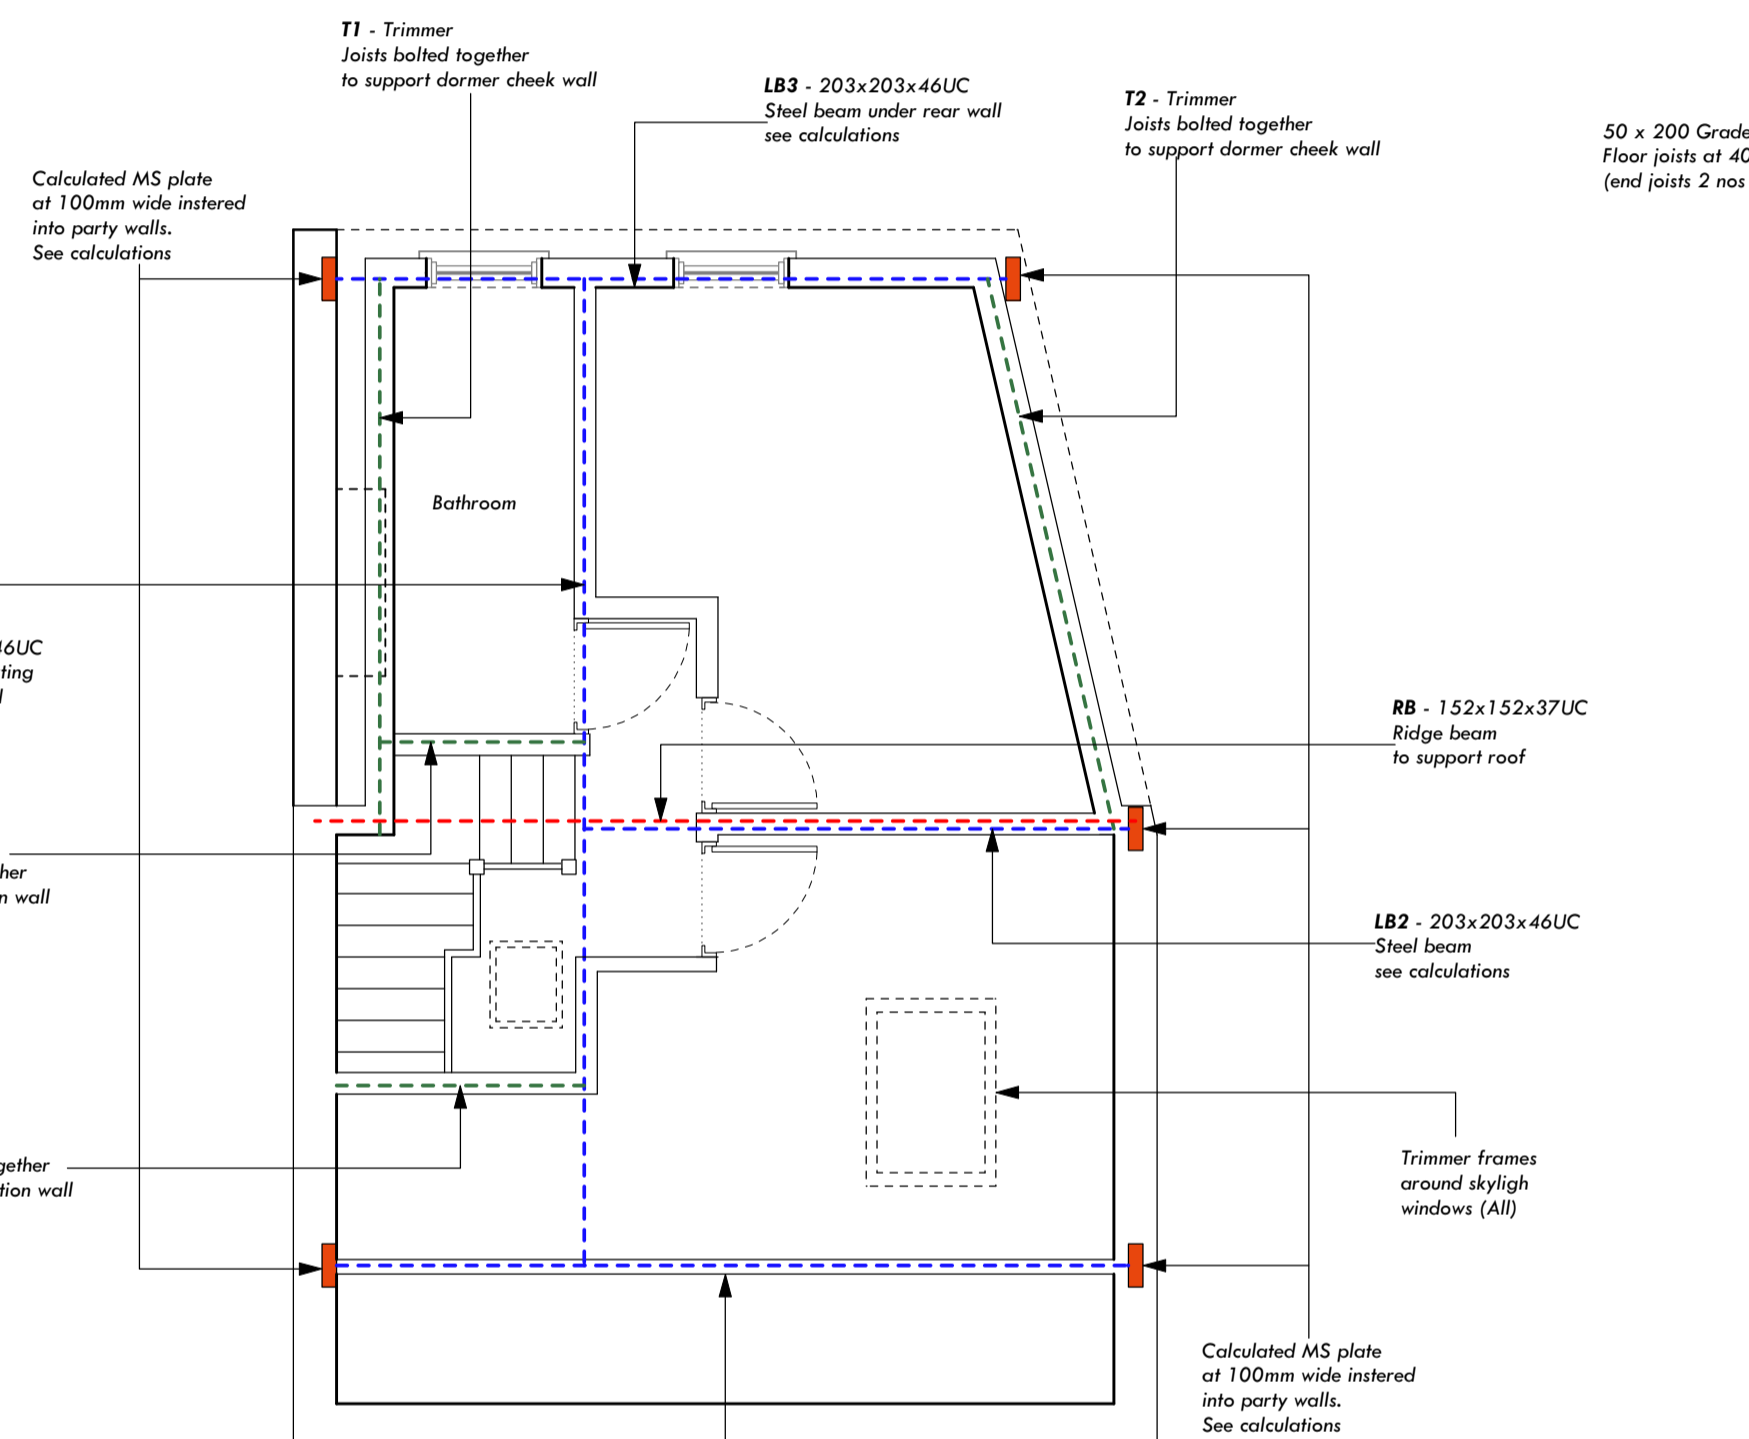 T1 - Trimmer
Joists bolted together
to support dormer cheek wall
LB3 - 203x203x46UC
Steel beam under rear wall
see calculations
T2 - Trimmer
Joists bolted together
to support dormer cheek wall
50 x 200 Grade
Floor joists at 40
(end joists 2 nos
Calculated MS plate
at 100mm wide instered
into party walls.
See calculations
Bathroom
46UC
ting
RB - 152x152x37UC
Ridge beam
to support roof
her
n wall
LB2 - 203x203x46UC
Steel beam
see calculations
gether
tion wall
Trimmer frames
around skyligh
windows (All)
Calculated MS plate
at 100mm wide instered
into party walls.
See calculations